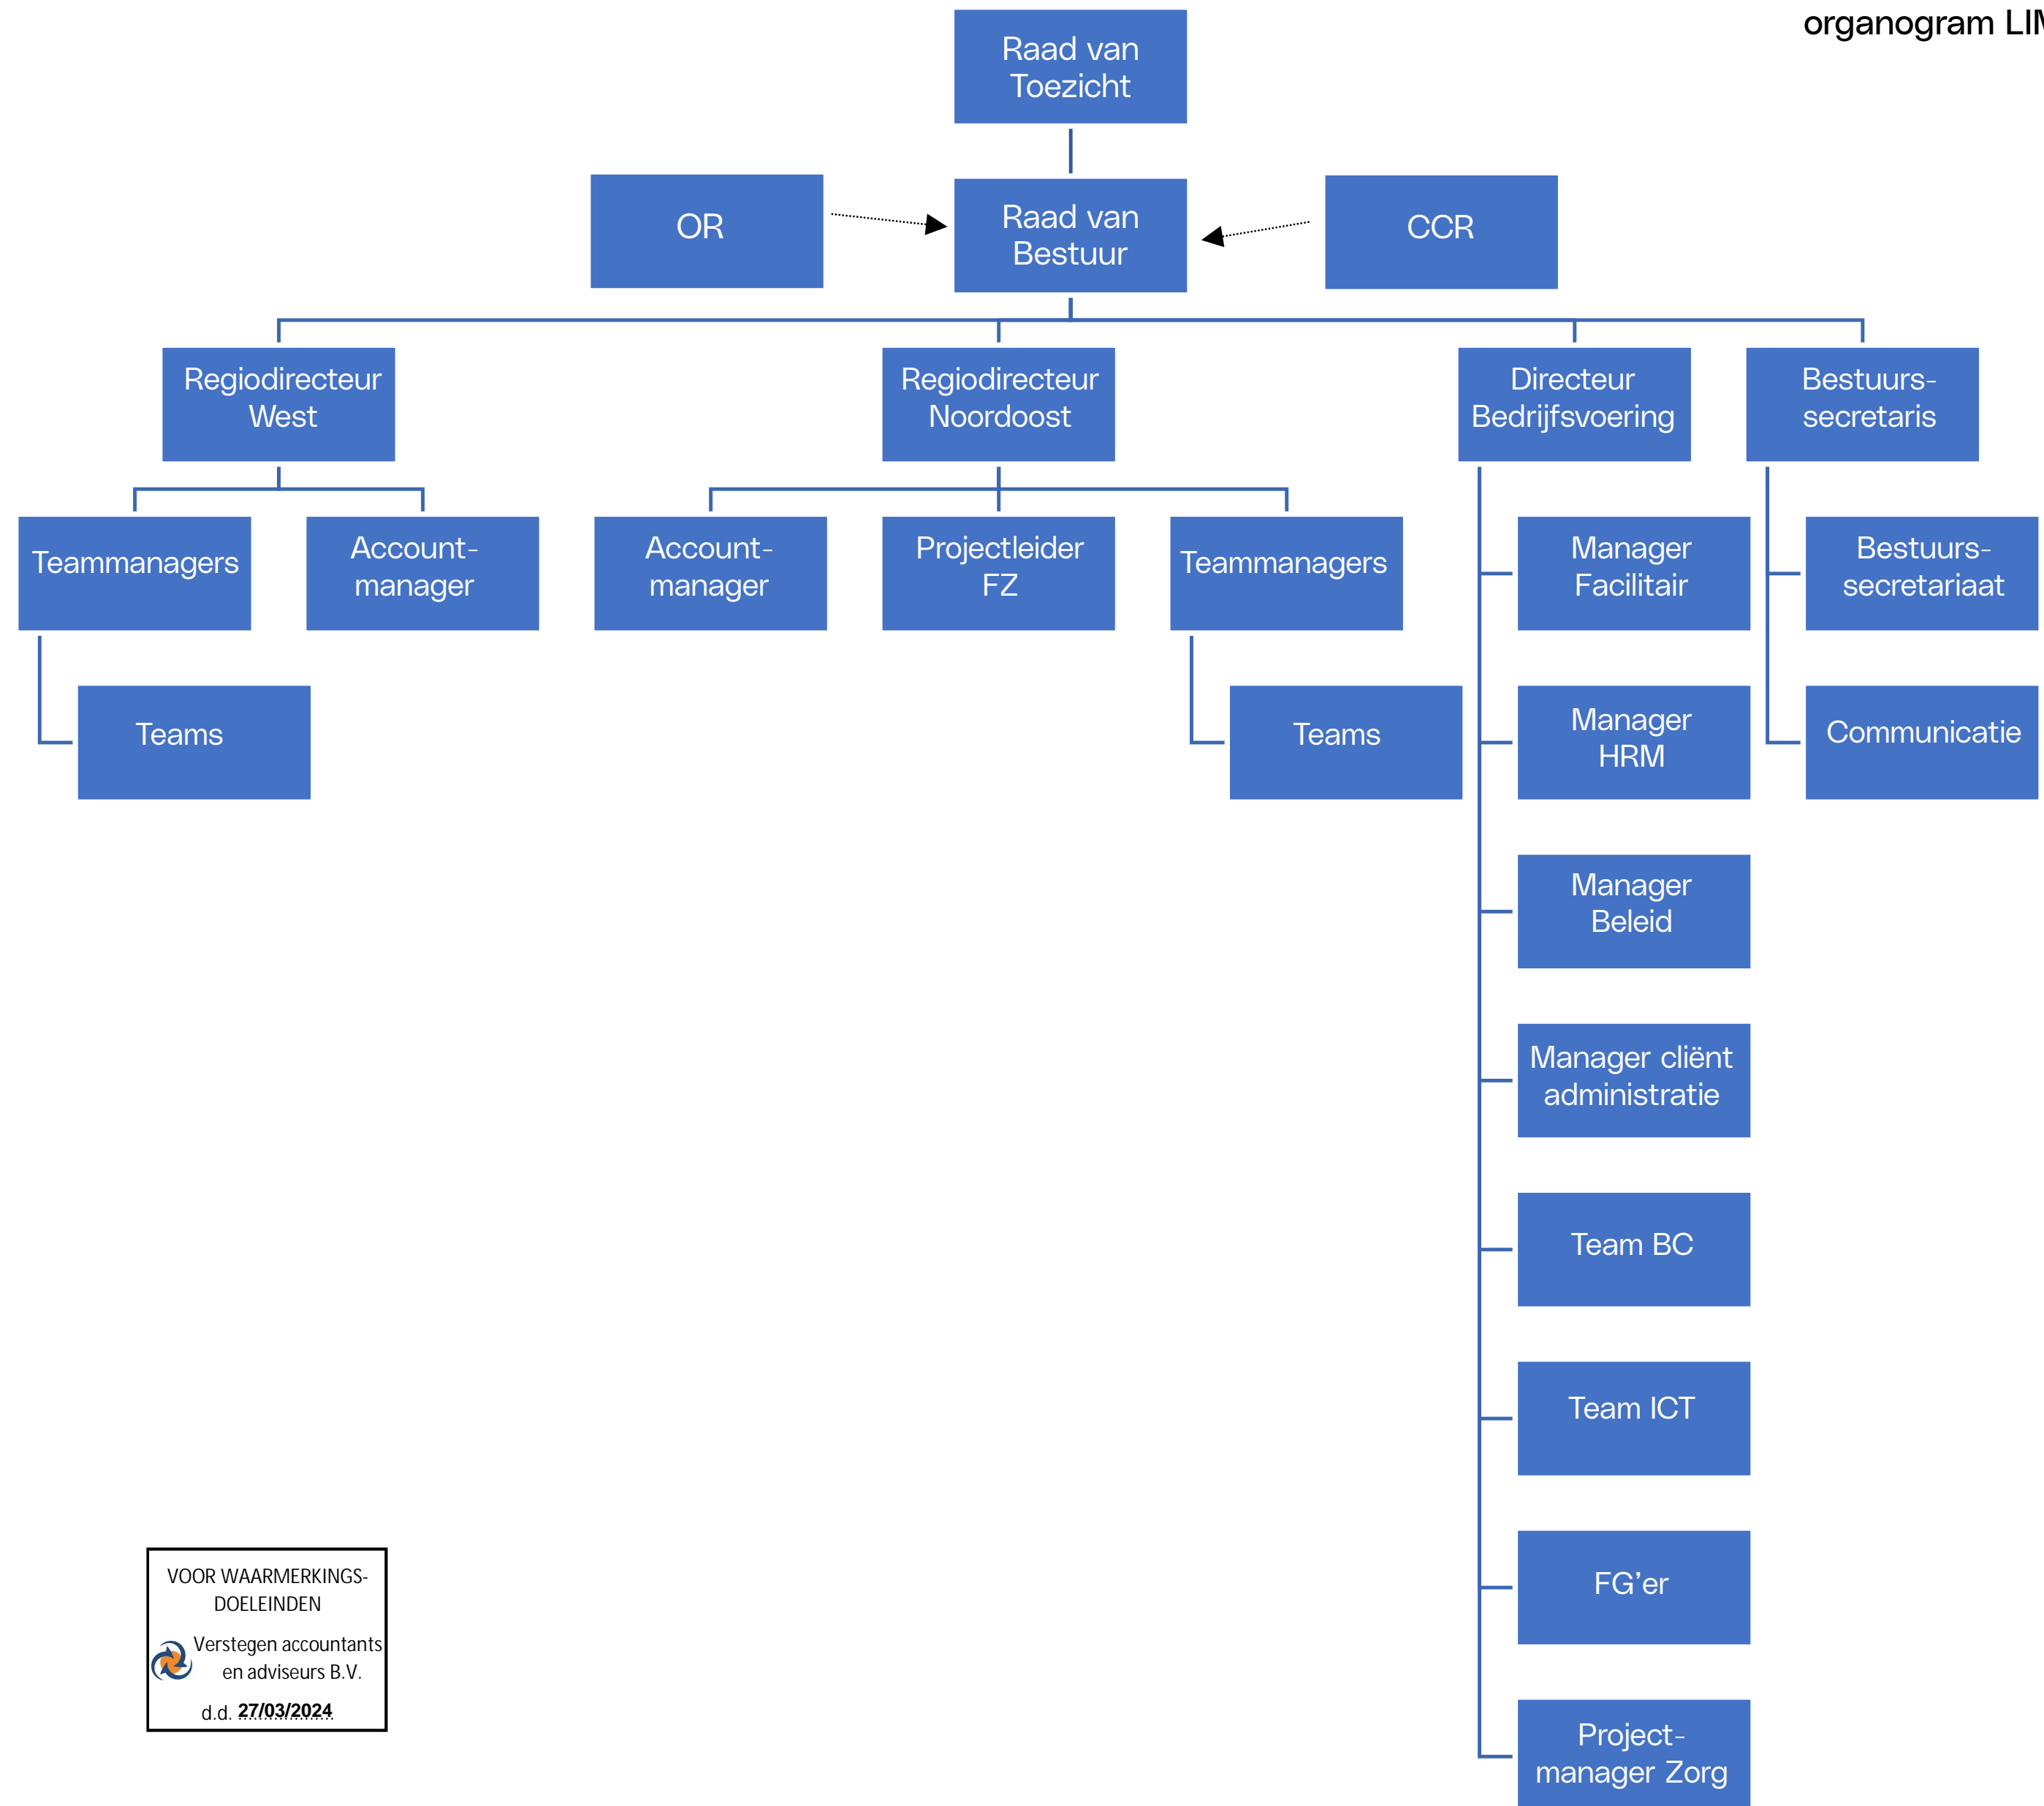 organogram
Raad van
Toezicht
OR
Raad van
Bestuur
CCR
Regiodirecteur
West
Regiodirecteur
Noordoost
Directeur
Bedrijfsvoering
Bestuurs-
secretaris
Teammanagers
Account-
manager
Account-
manager
Projectleider
FZ
Teammanagers
Manager
Facilitair
Bestuurs-
secretariaat
Teams
Teams
Manager
HRM
Communicatie
Manager
Beleid
Manager cliënt
administratie
Team BC
Team ICT
FG’er
Project-
manager Zorg
VOOR WAARMERKINGS-
DOELEINDEN
Verstegen accountants
en adviseurs B.V.
d.d. 27/03/2024